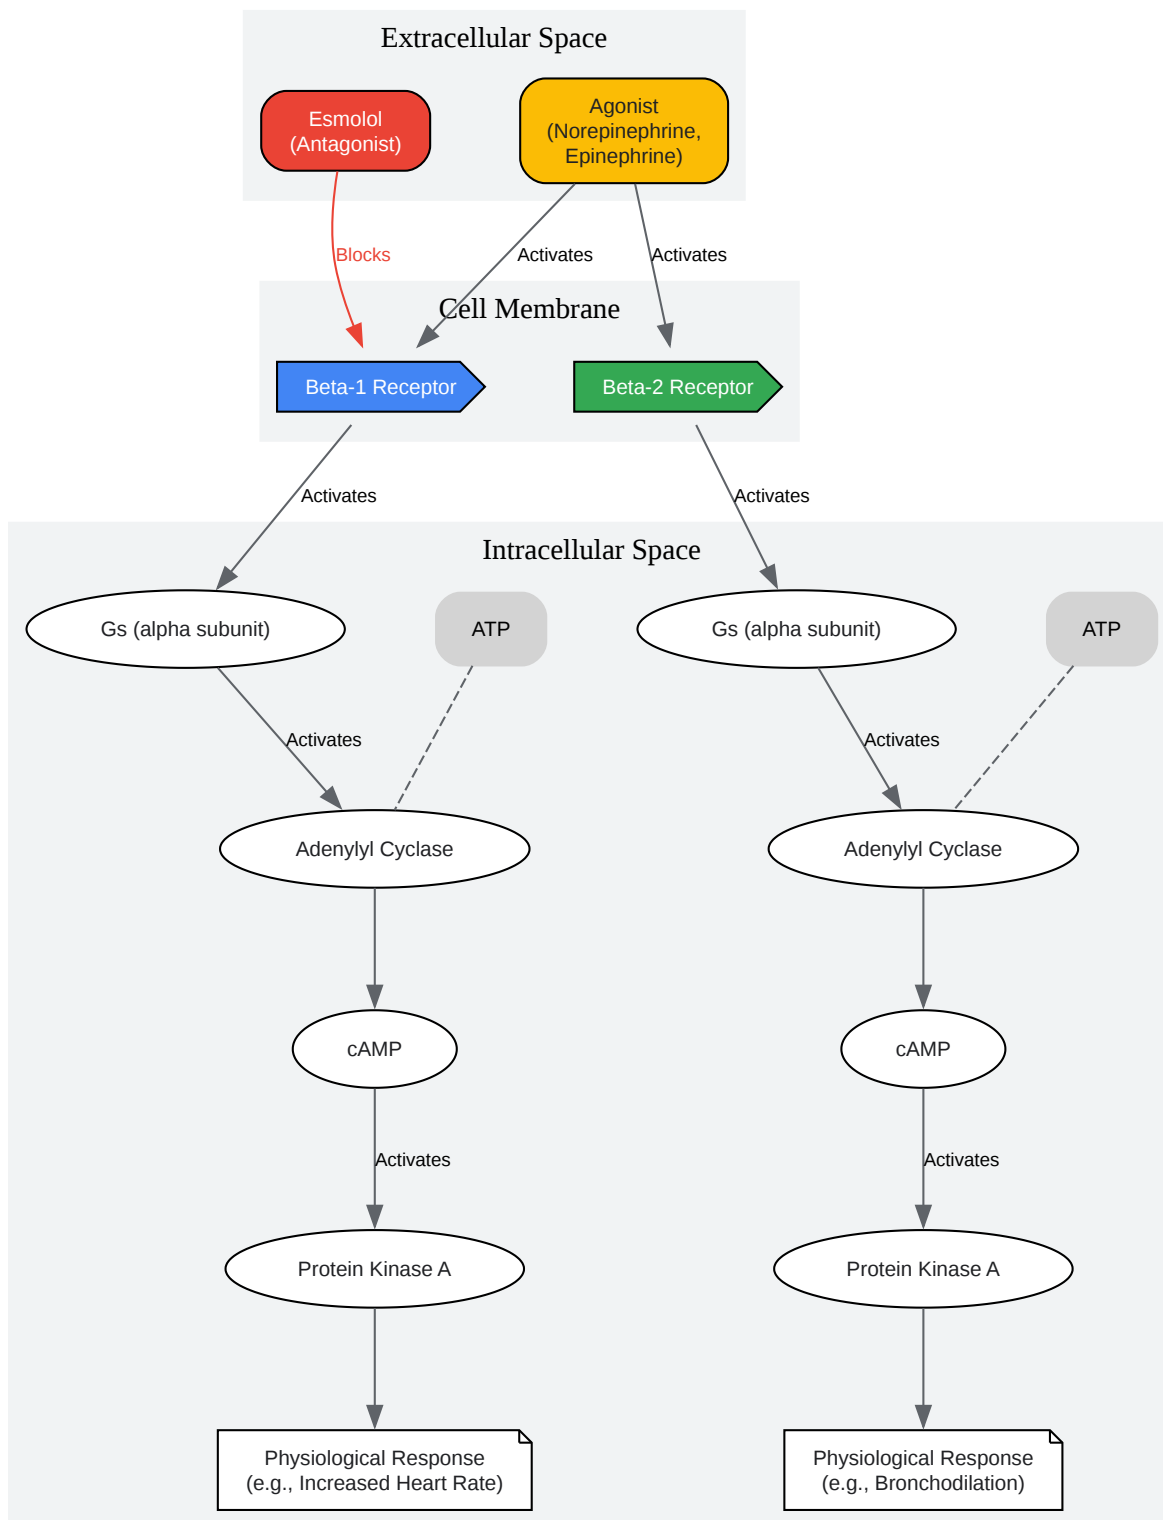 Extracellular Space
Esmolol
(Antagonist)
Agonist
(Norepinephrine,
Epinephrine)
Blocks
Activates
Activates
Cell Membrane
Beta-1 Receptor
Beta-2 Receptor
Activates
Activates
Intracellular Space
Gs (alpha subunit)
ATP
Gs (alpha subunit)
ATP
Activates
Activates
Adenylyl Cyclase
Adenylyl Cyclase
cAMP
cAMP
Activates
Activates
Protein Kinase A
Protein Kinase A
Physiological Response
(e.g., Increased Heart Rate)
Physiological Response
(e.g., Bronchodilation)